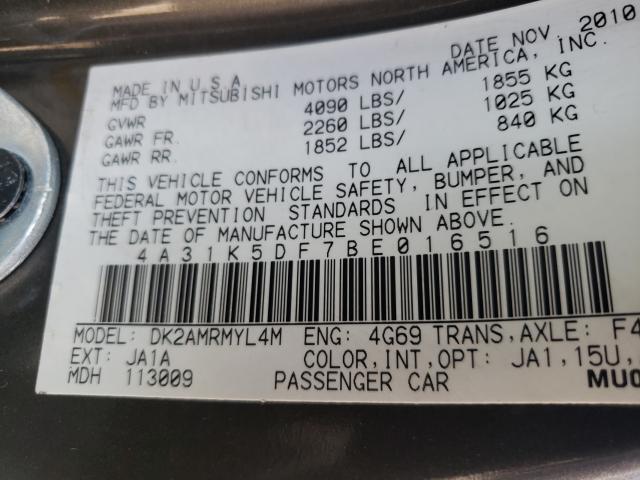 DATE NOV. 2010
MADE IN U.S.A
MFD BY MITSUBISHI MOTORS NORTH AMERICA, INC.
GVWR 4090 LBS/ 1855 KG
GAWR FR. 2260 LBS/ 1025 KG
GAWR RR. 1852 LBS/ 840 KG
THIS VEHICLE CONFORMS TO ALL APPLICABLE
FEDERAL MOTOR VEHICLE SAFETY, BUMPER, AND
THEFT PREVENTION STANDARDS IN EFFECT ON
THE DATE OF MANUFACTURE SHOWN ABOVE.
4A31K5DF7BE016516
MODEL: DK2AMRMYL4M ENG: 4G69 TRANS,AXLE: F4
EXT: JA1A COLOR,INT,OPT: JA1,15U,
MDH 113009 PASSENGER CAR MU0